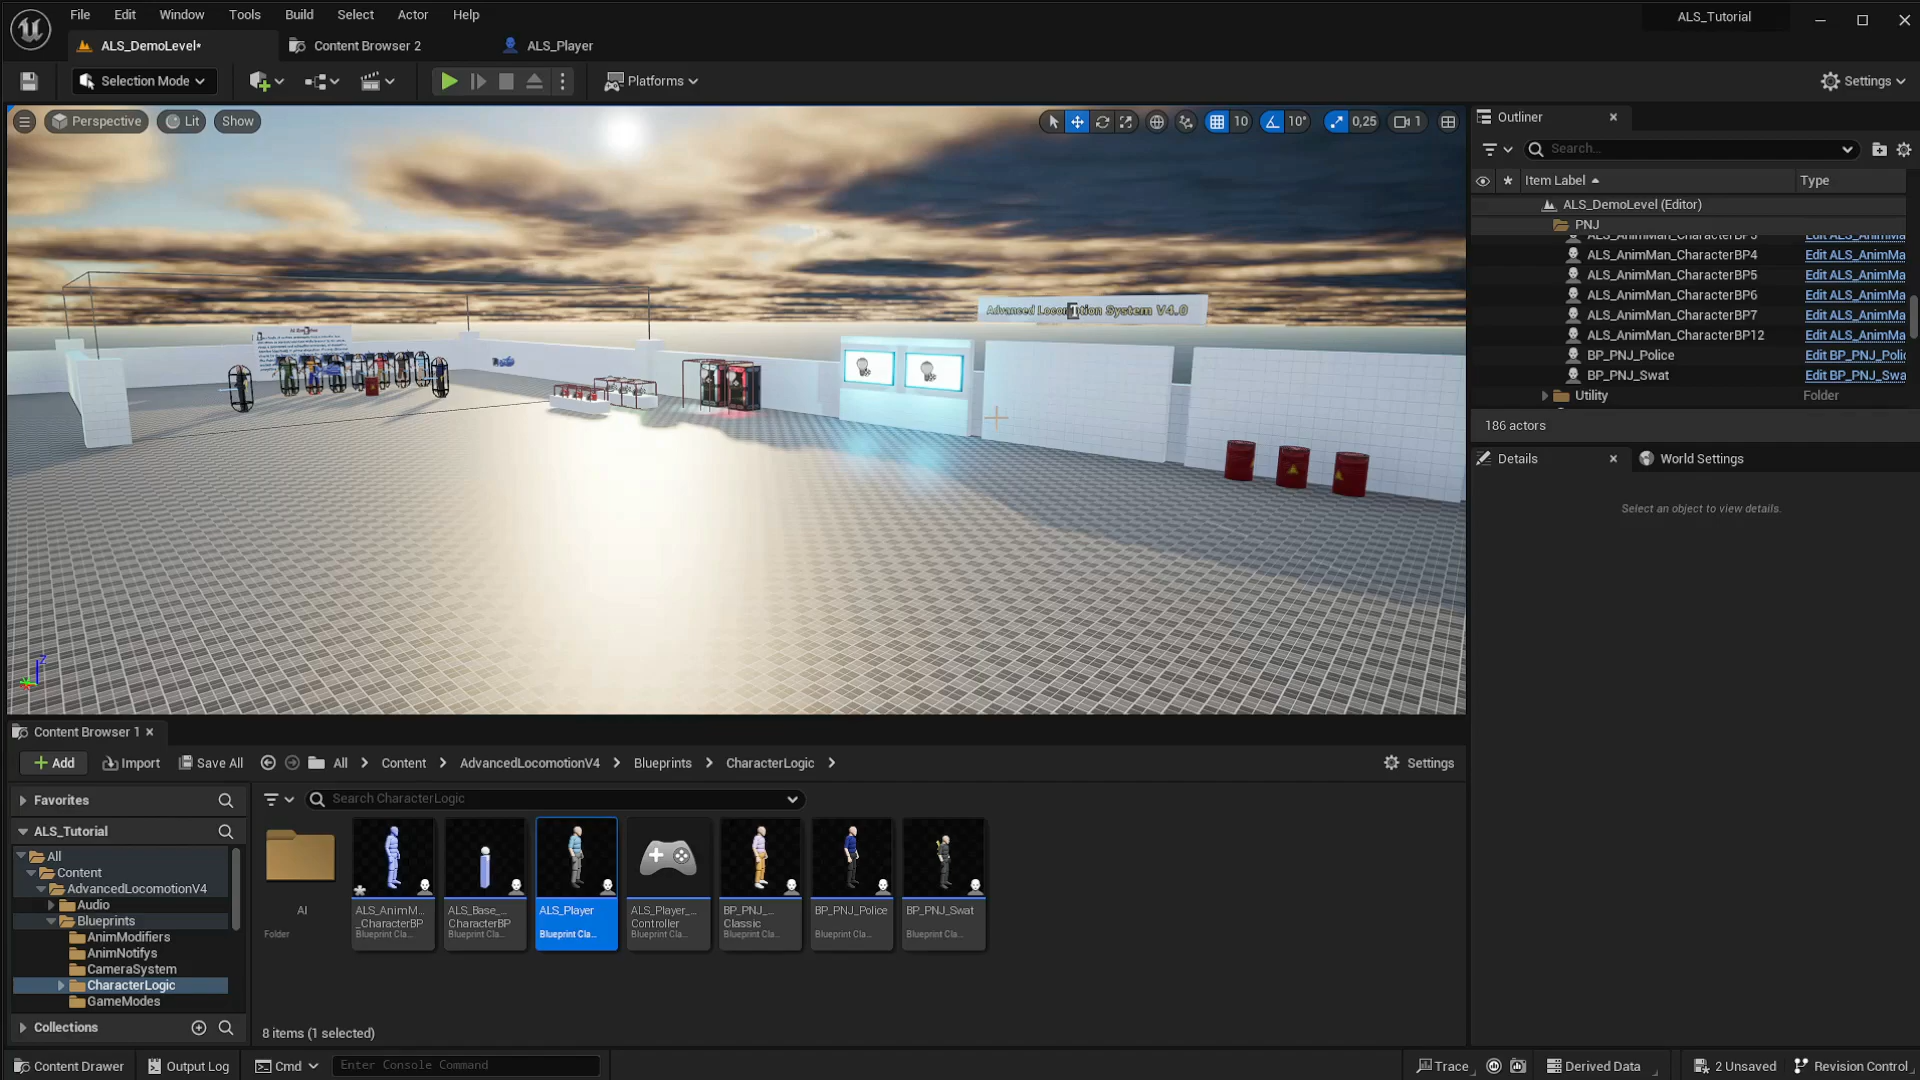 File Edit Window Tools Build Select Actor Help
ALS_Tutorial
ALS_DemoLevel*
Content Browser 2
ALS_Player
Selection Mode
Platforms
Settings
Perspective
Lit
Show
10
10°
0,25
1
Advanced Locomotion System V4.0
Outliner
Search...
Item Label
Type
ALS_DemoLevel (Editor)
PNJ
ALS_AnimMan_CharacterBP4 Edit ALS_AnimMa
ALS_AnimMan_CharacterBP5 Edit ALS_AnimMa
ALS_AnimMan_CharacterBP6 Edit ALS_AnimMa
ALS_AnimMan_CharacterBP7 Edit ALS_AnimMa
ALS_AnimMan_CharacterBP12 Edit ALS_AnimMa
BP_PNJ_Police Edit BP_PNJ_Polic
BP_PNJ_Swat Edit BP_PNJ_Swa
Utility Folder
186 actors
Details
World Settings
Select an object to view details.
Content Browser 1
Add
Import
Save All
All
Content
AdvancedLocomotionV4
Blueprints
CharacterLogic
Settings
Favorites
ALS_Tutorial
All
Content
AdvancedLocomotionV4
Audio
Blueprints
AnimModifiers
AnimNotifys
CameraSystem
CharacterLogic
GameModes
Collections
Search CharacterLogic
AI
Folder
ALS_AnimM...
_CharacterBP
Blueprint Cla...
ALS_Base_...
CharacterBP
Blueprint Cla...
ALS_Player
Blueprint Cla...
ALS_Player_...
Controller
Blueprint Cla...
BP_PNJ_...
Classic
Blueprint Cla...
BP_PNJ_Police
Blueprint Cla...
BP_PNJ_Swat
Blueprint Cla...
8 items (1 selected)
Content Drawer
Output Log
Cmd
Enter Console Command
Trace
Derived Data
2 Unsaved
Revision Control